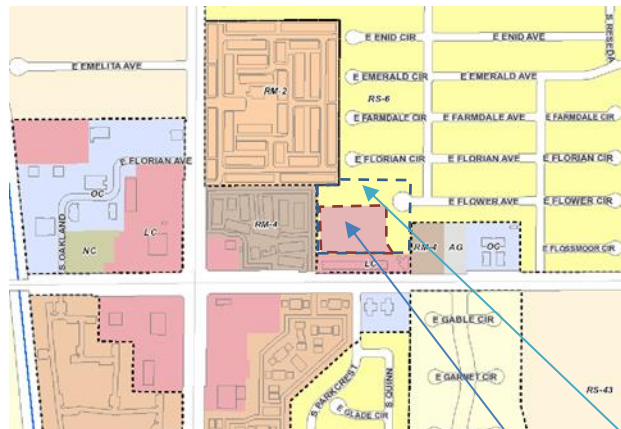 S. RESEDA
E ENID CIR
E ENID AVE
E EMELITA AVE
E EMERALD CIR
E EMERALD AVE
RM-2
RS-6
E FARMDALE CIR
E FARMDALE AVE
E FARMDALE CIR
E FLORIAN AVE
E FLORIAN CIR
E FLORIAN AVE
E FLORIAN CIR
OC
E FLOWER AVE
E FLOWER CIR
S. OAKLAND
LC
RM-4
NC
RM-4
AG
OC
E FLOSSMOOR CIR
LC
E GABLE CIR
E GARNET CIR
RS-43
S PARKCREST
S QUINN
E GLADE CIR